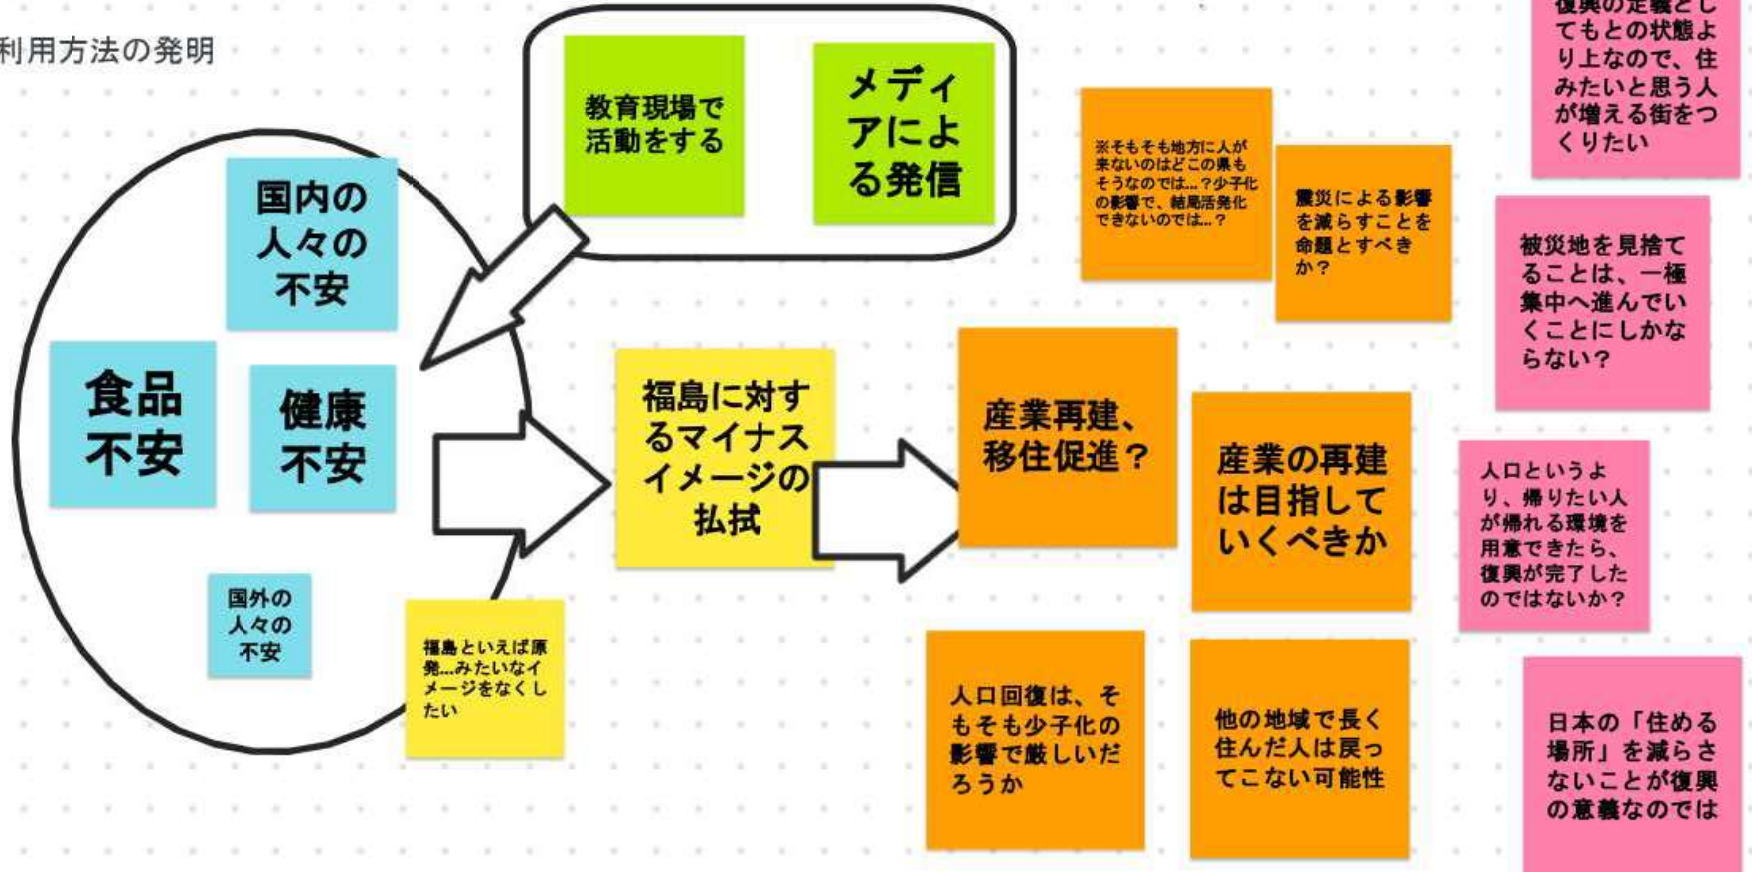 利用方法の発明
教育現場で
活動をする
メディ
アによ
る発信
国内の
人々の
不安
食品
不安
健康
不安
国外の
人々の
不安
福島に対す
るマイナス
イメージの
払拭
福島といえば原
発...みたいなイ
メージをなくし
たい
※そもそも地方に人が
来ないのはどこの県も
そうなのでは...？少子化
の影響で、結局活発化
できないのでは...？
震災による影響
を減らすことを
命題とすべき
か？
産業再建、
移住促進？
産業の再建
は目指して
いくべきか
人口回復は、そ
もそも少子化の
影響で厳しいだ
ろうか
他の地域で長く
住んだ人は戻っ
てこない可能性
復興の定義とし
てもとの状態よ
り上なので、住
みたいと思う人
が増える街をつ
くりたい
被災地を見捨て
ることは、一極
集中へ進んでい
くことにしかな
らない？
人口というよ
り、帰りたい人
が帰れる環境を
用意できたら、
復興が完了した
のではないか？
日本の「住める
場所」を減らさ
ないことが復興
の意義なのでは